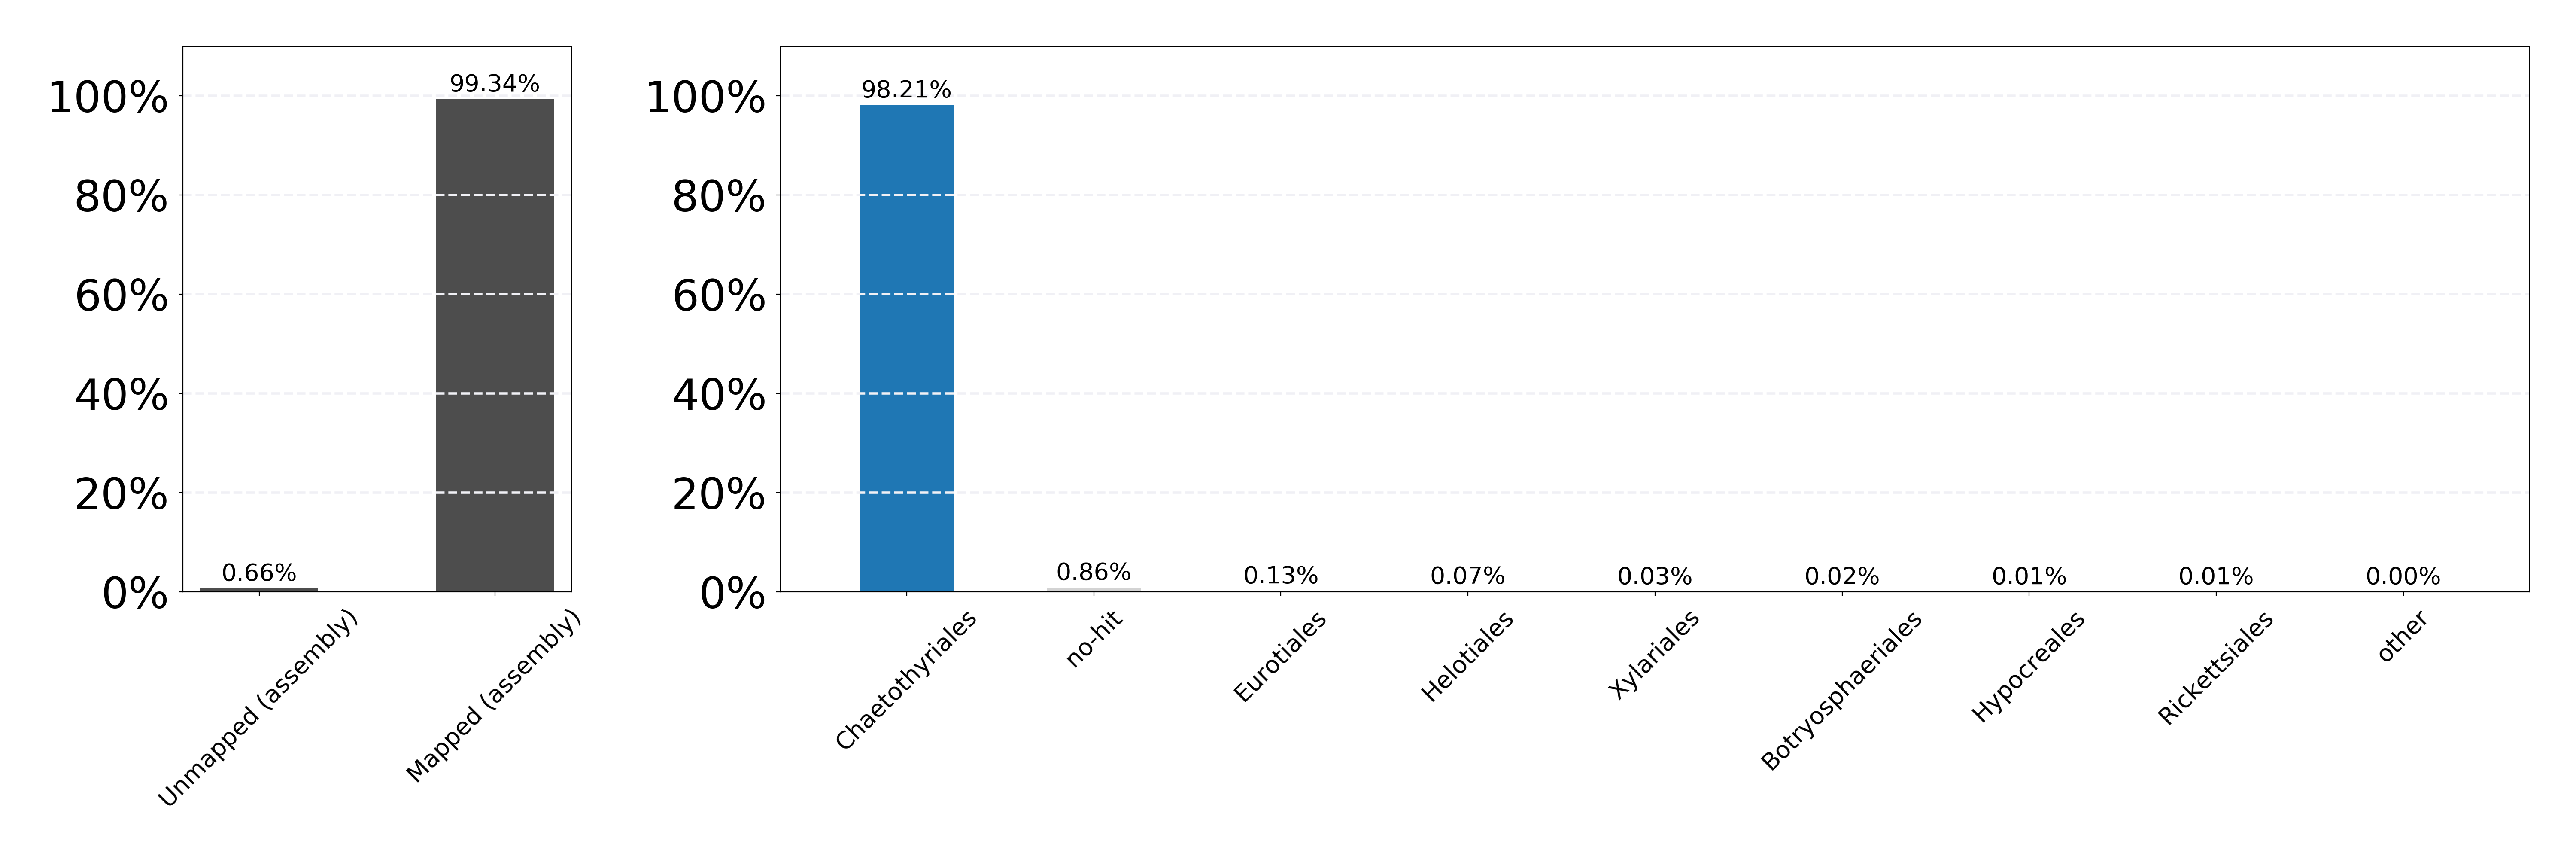 100%
80%
60%
40%
20%
0%
0.66%
99.34%
Unmapped (assembly)
Mapped (assembly)
100%
80%
60%
40%
20%
0%
98.21%
0.86%
0.13%
0.07%
0.03%
0.02%
0.01%
0.01%
0.00%
Chaetothyriales
no-hit
Eurotiales
Helotiales
Xylariales
Botryosphaeriales
Hypocreales
Rickettsiales
other